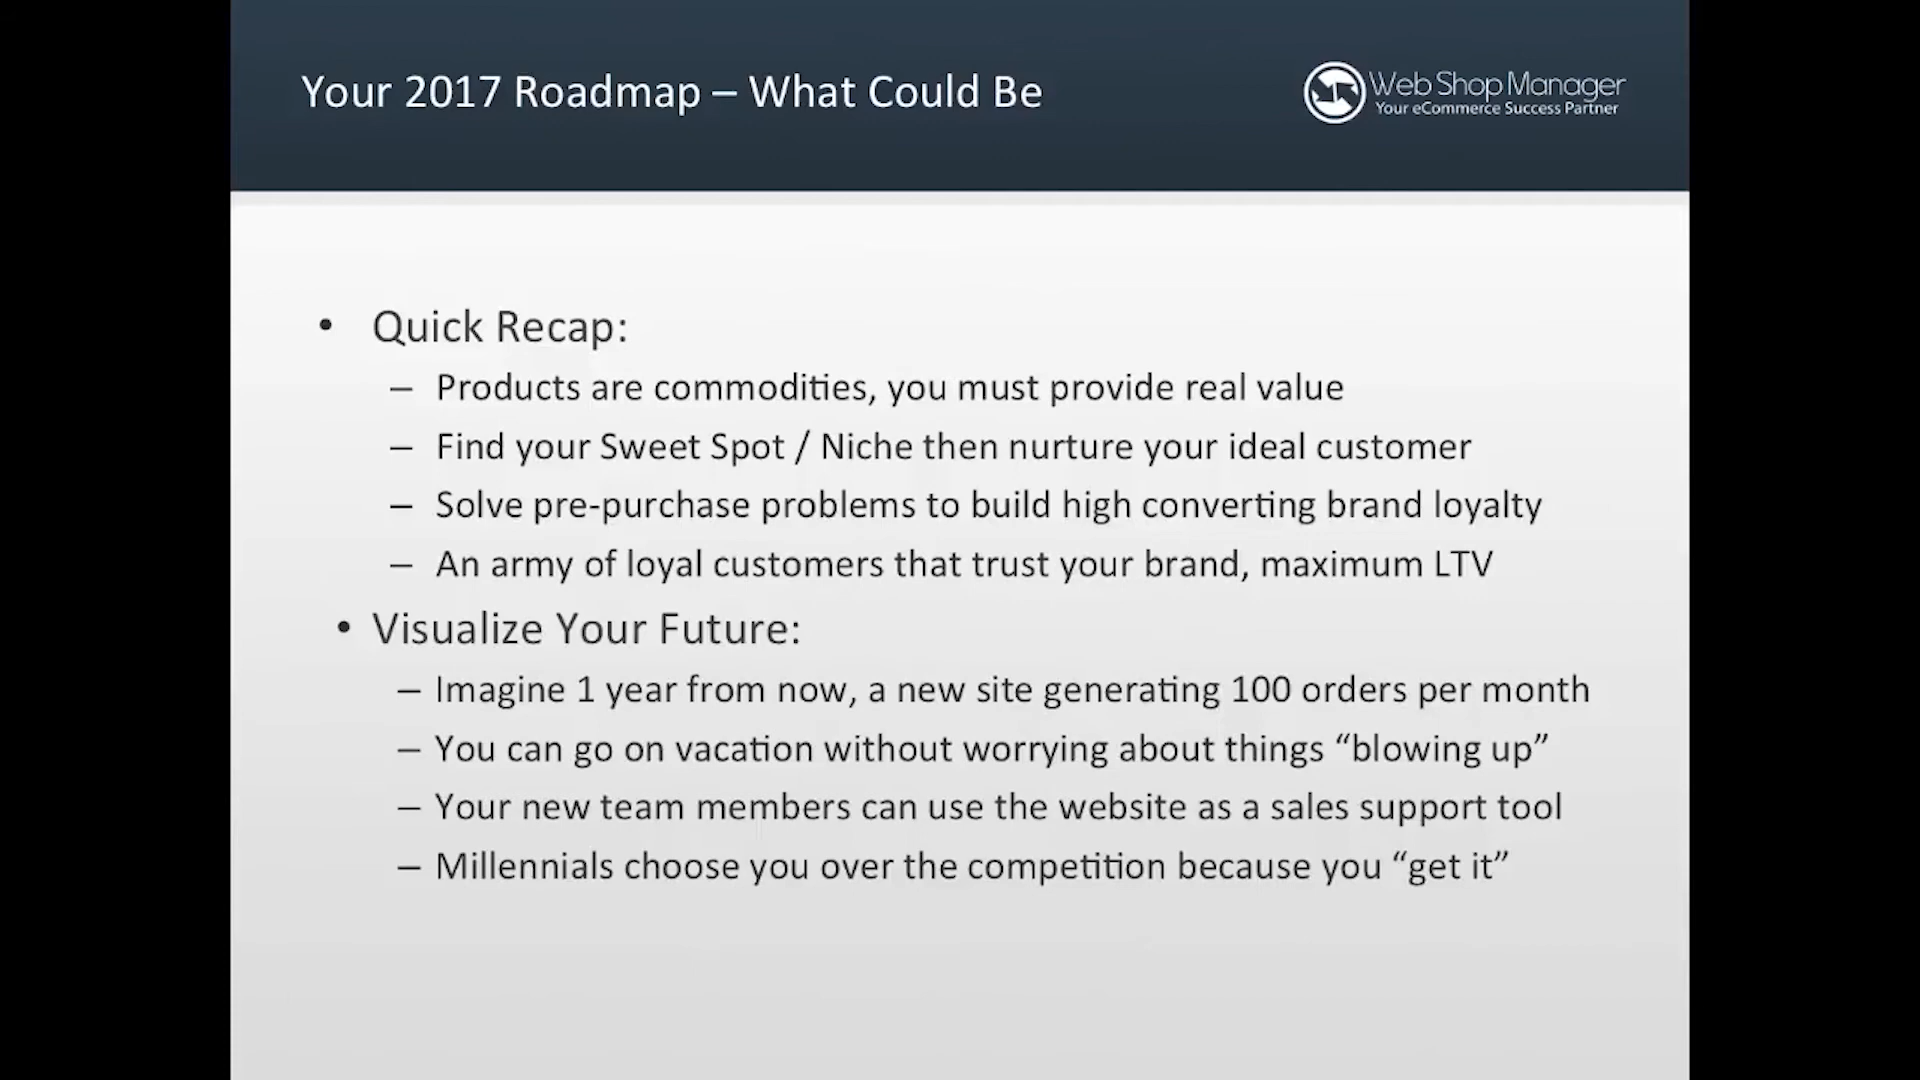 Your 2017 Roadmap – What Could Be
Web Shop Manager
Your eCommerce Success Partner
• Quick Recap:
– Products are commodities, you must provide real value
– Find your Sweet Spot / Niche then nurture your ideal customer
– Solve pre-purchase problems to build high converting brand loyalty
– An army of loyal customers that trust your brand, maximum LTV
• Visualize Your Future:
– Imagine 1 year from now, a new site generating 100 orders per month
– You can go on vacation without worrying about things “blowing up”
– Your new team members can use the website as a sales support tool
– Millennials choose you over the competition because you “get it”